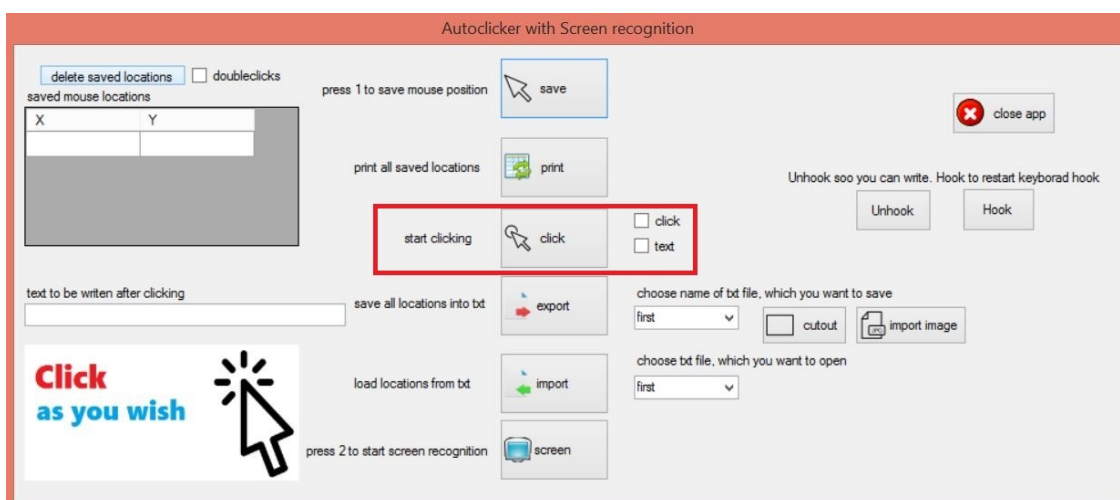 Autoclicker with Screen recognition
delete saved locations
doubleclicks
saved mouse locations
X Y
press 1 to save mouse position
save
close app
print all saved locations
print
Unhook soo you can write. Hook to restart keyborad hook
Unhook Hook
start clicking
click
click
text
text to be writen after clicking
save all locations into txt
export
choose name of txt file, which you want to save
first
cutout
JPG
import image
Click
as you wish
load locations from txt
import
choose txt file, which you want to open
first
press 2 to start screen recognition
screen